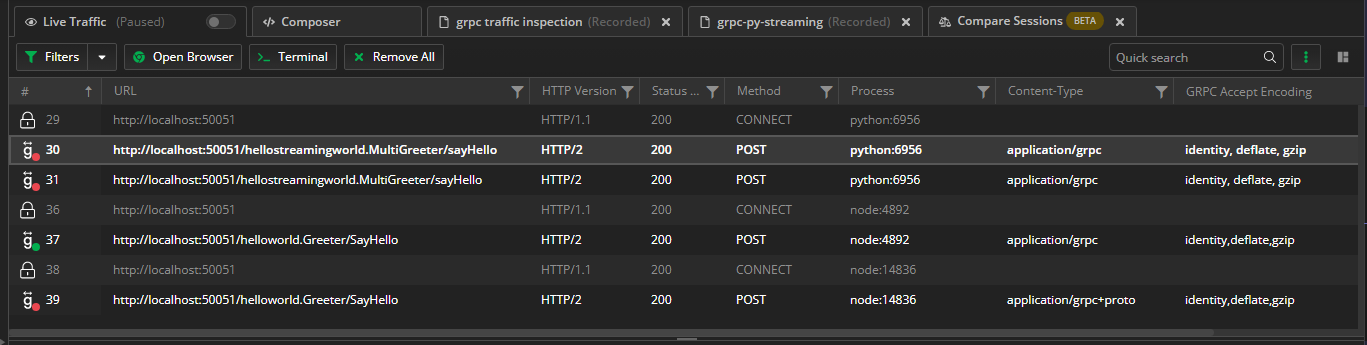 Live Traffic (Paused) Composer grpc traffic inspection (Recorded) grpc-py-streaming (Recorded) Compare Sessions BETA
Filters Open Browser Terminal Remove All Quick search
# URL HTTP Version Status ... Method Process Content-Type GRPC Accept Encoding
29 http://localhost:50051 HTTP/1.1 200 CONNECT python:6956
30 http://localhost:50051/hellostreamingworld.MultiGreeter/sayHello HTTP/2 200 POST python:6956 application/grpc identity, deflate, gzip
31 http://localhost:50051/hellostreamingworld.MultiGreeter/sayHello HTTP/2 200 POST python:6956 application/grpc identity, deflate, gzip
36 http://localhost:50051 HTTP/1.1 200 CONNECT node:4892
37 http://localhost:50051/helloworld.Greeter/SayHello HTTP/2 200 POST node:4892 application/grpc identity,deflate,gzip
38 http://localhost:50051 HTTP/1.1 200 CONNECT node:14836
39 http://localhost:50051/helloworld.Greeter/SayHello HTTP/2 200 POST node:14836 application/grpc+proto identity,deflate,gzip